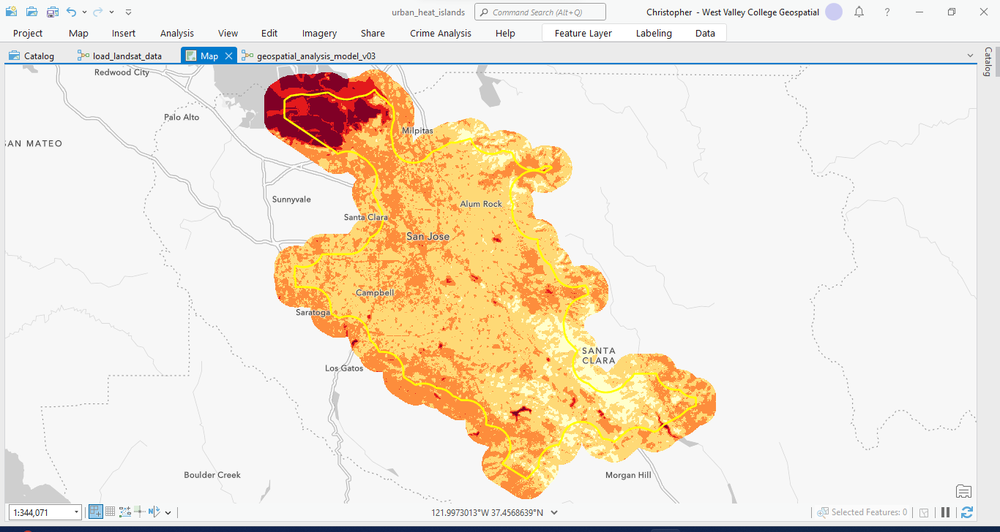 urban_heat_islands
Command Search (Alt+Q)
Christopher - West Valley College Geospatial
?
Project Map Insert Analysis View Edit Imagery Share Crime Analysis Help Feature Layer Labeling Data
Catalog load_landsat_data Map geospatial_analysis_model_v03
Catalog
Redwood City
Palo Alto
Milpitas
SAN MATEO
Sunnyvale
Alum Rock
Santa Clara
San Jose
Campbell
Saratoga
SANTA
CLARA
Los Gatos
Boulder Creek
Morgan Hill
1:344,071
N
121.9973013°W 37.4568639°N
Selected Features: 0